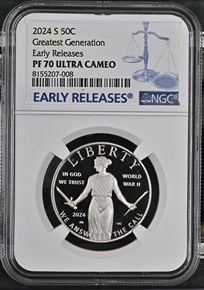 2024 S 50C
Greatest Generation
Early Releases
PF 70 ULTRA CAMEO
8155207-008
EARLY RELEASES
NGC
LIBERTY
IN GOD
WE TRUST
WORLD
WAR II
2024
WE ANSWERED THE CALL